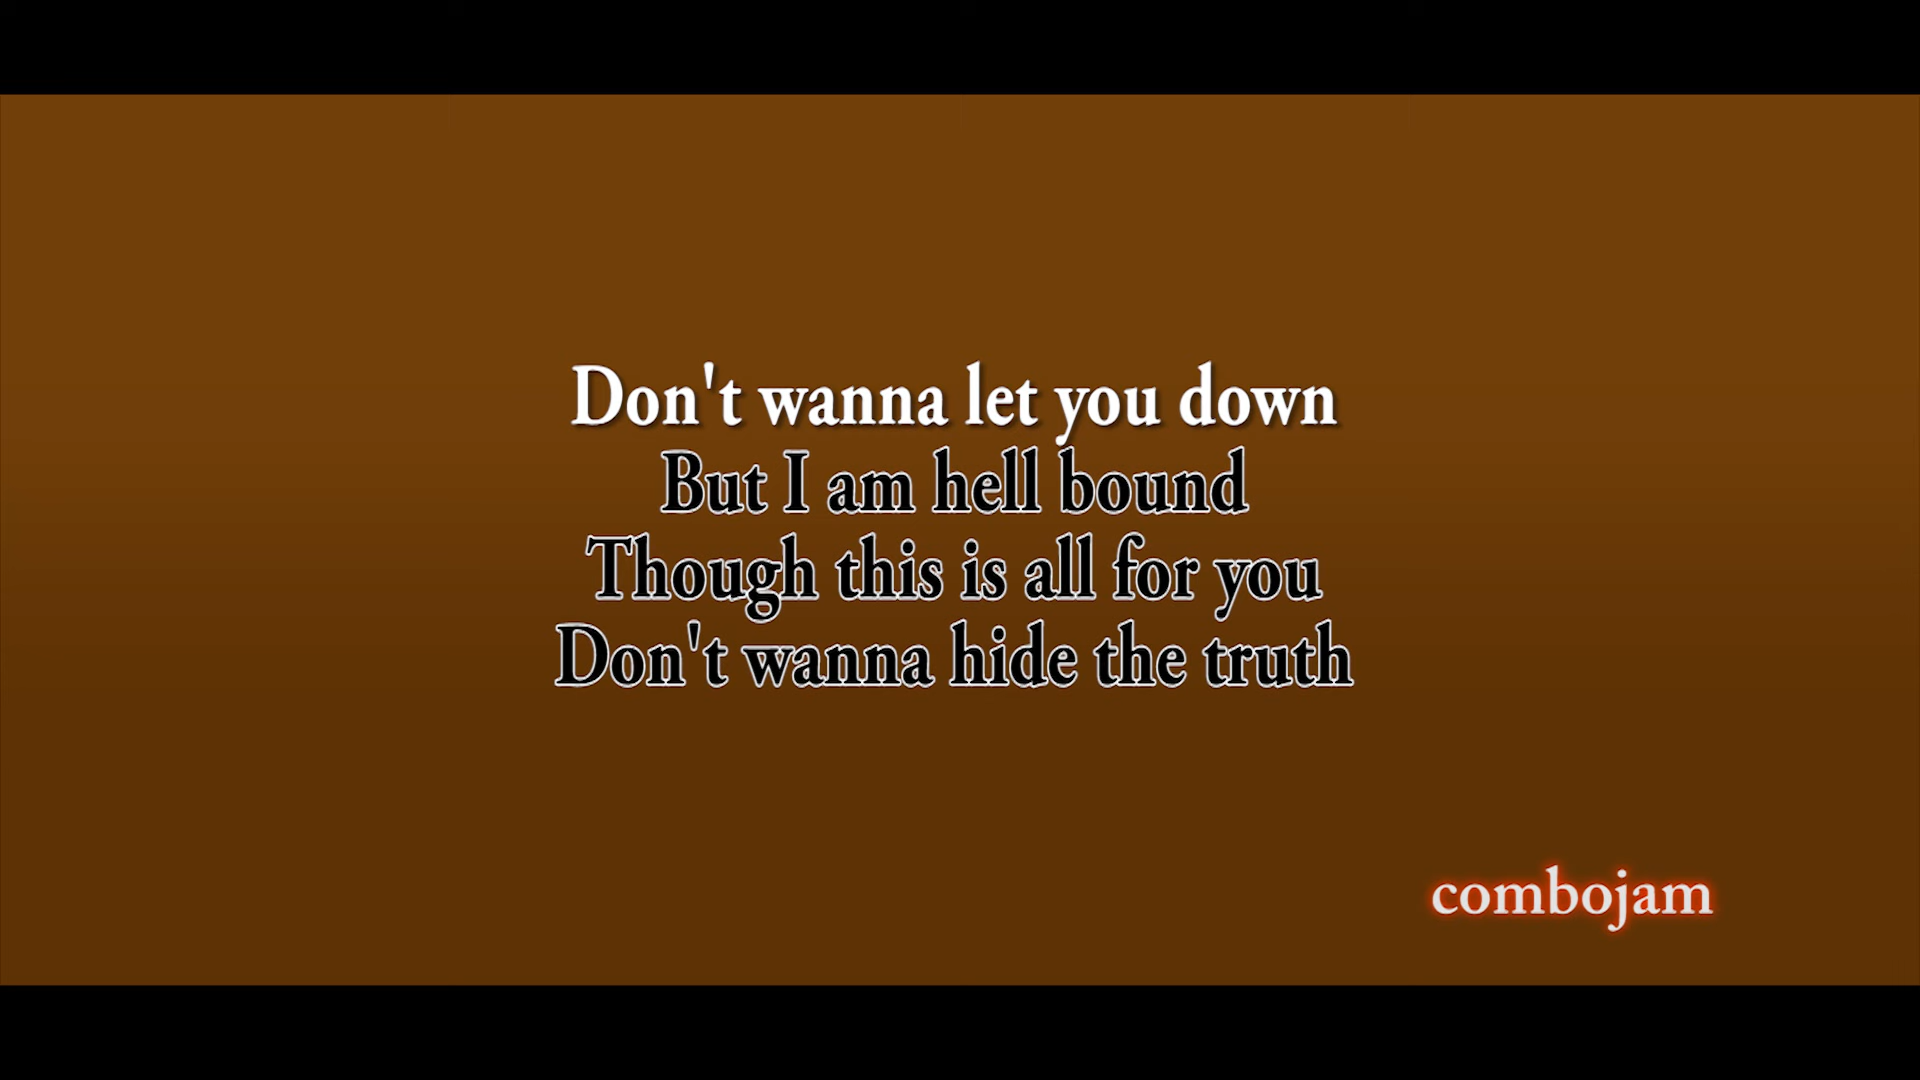 Don't wanna let you down
But I am hell bound
Though this is all for you
Don't wanna hide the truth
combojam